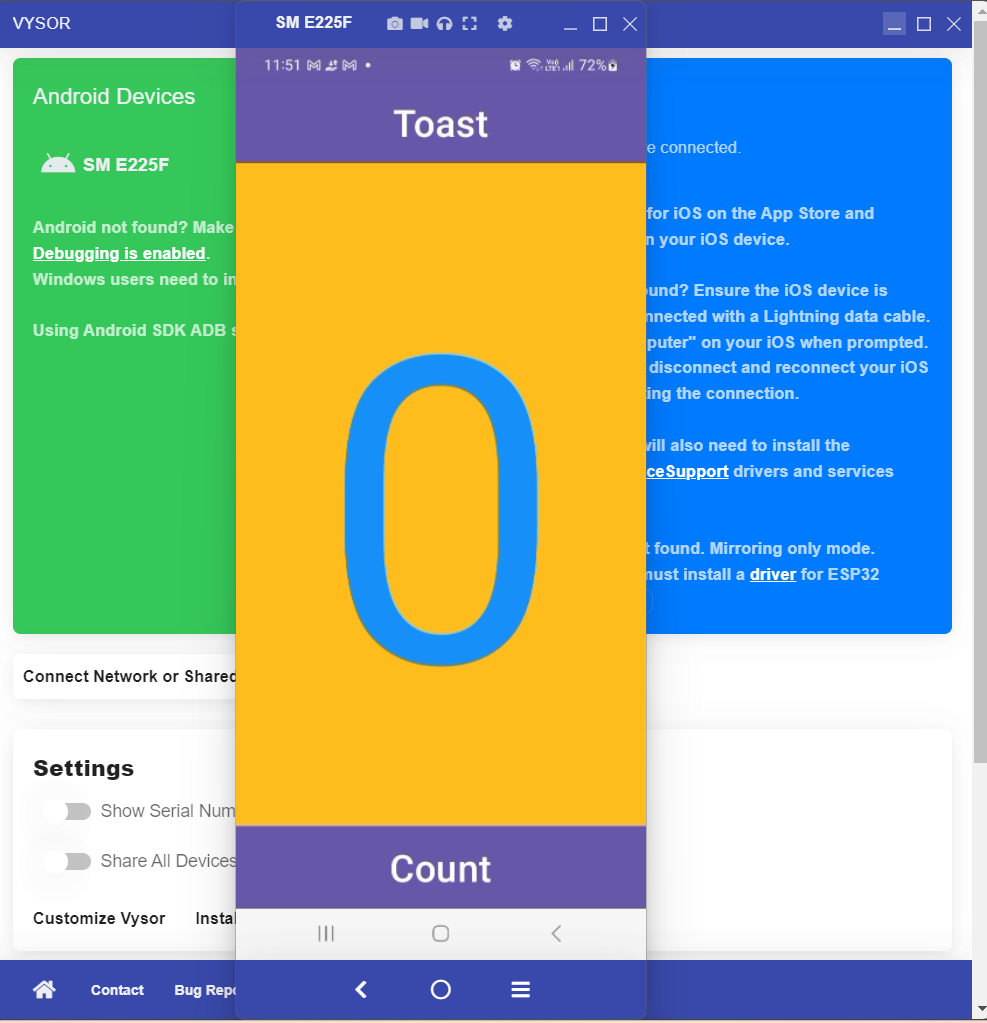 VYSOR
SM E225F
11:51
72%
Toast
0
Count
Android Devices
SM E225F
Android not found? Make
Debugging is enabled.
Windows users need to in
Using Android SDK ADB s
e connected.
for iOS on the App Store and
n your iOS device.
ound? Ensure the iOS device is
nnected with a Lightning data cable.
puter" on your iOS when prompted.
disconnect and reconnect your iOS
ing the connection.
will also need to install the
ceSupport drivers and services
t found. Mirroring only mode.
must install a driver for ESP32
Connect Network or Shared
Settings
Show Serial Num
Share All Devices
Customize Vysor Instal
Contact Bug Repo